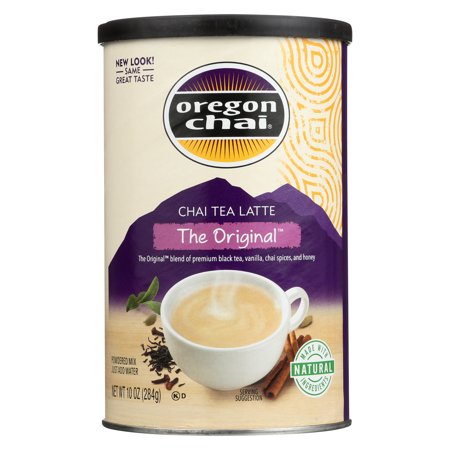 NEW LOOK!
SAME
GREAT TASTE
oregon
chai®
CHAI TEA LATTE
The Original™
The Original™ blend of premium black tea, vanilla, chai spices, and honey
POWDERED MIX
JUST ADD WATER
NET WT 10 OZ (284g)
K D
SERVING
SUGGESTION
MADE WITH
NATURAL
INGREDIENTS